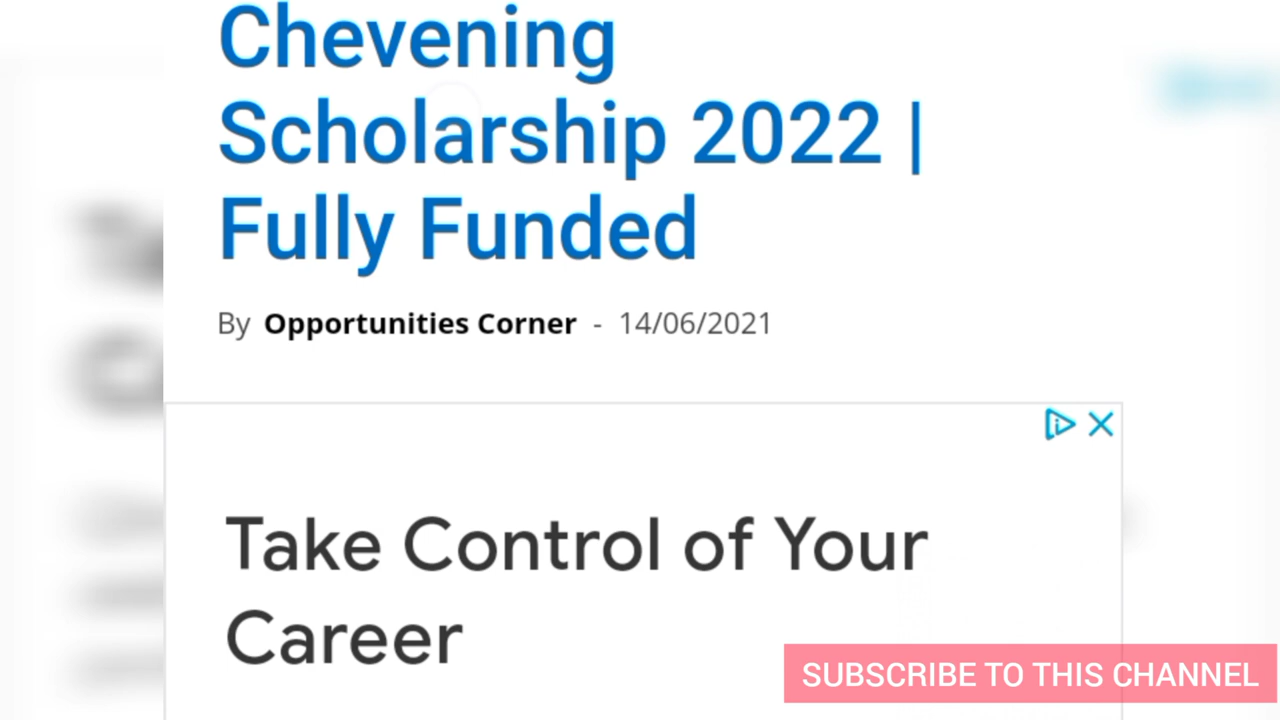 Chevening
Scholarship 2022 |
Fully Funded
By Opportunities Corner - 14/06/2021
Take Control of Your
Career
SUBSCRIBE TO THIS CHANNEL